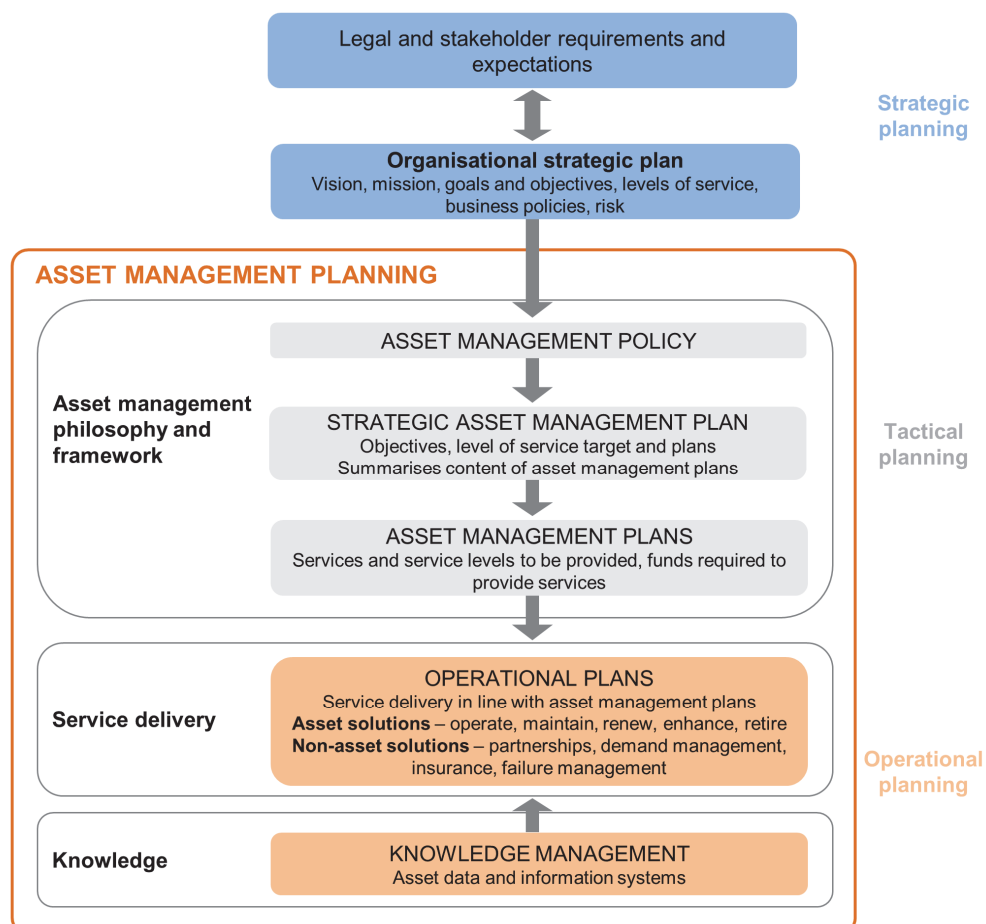 Legal and stakeholder requirements and
expectations
Strategic
planning
Organisational strategic plan
Vision, mission, goals and objectives, levels of service,
business policies, risk
ASSET MANAGEMENT PLANNING
ASSET MANAGEMENT POLICY
Asset management
philosophy and
framework
STRATEGIC ASSET MANAGEMENT PLAN
Objectives, level of service target and plans
Summarises content of asset management plans
Tactical
planning
ASSET MANAGEMENT PLANS
Services and service levels to be provided, funds required to
provide services
Service delivery
OPERATIONAL PLANS
Service delivery in line with asset management plans
Asset solutions – operate, maintain, renew, enhance, retire
Non-asset solutions – partnerships, demand management,
insurance, failure management
Operational
planning
Knowledge
KNOWLEDGE MANAGEMENT
Asset data and information systems